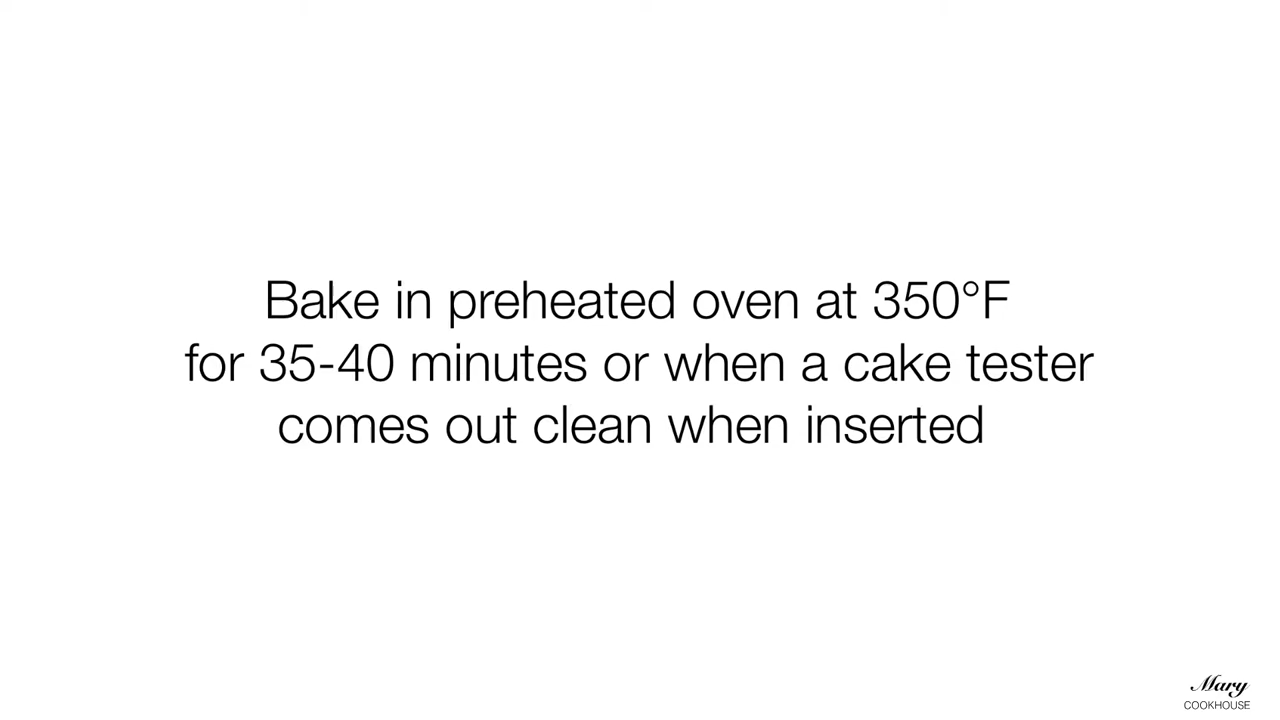 Bake in preheated oven at 350°F
for 35-40 minutes or when a cake tester
comes out clean when inserted
Mary
COOKHOUSE